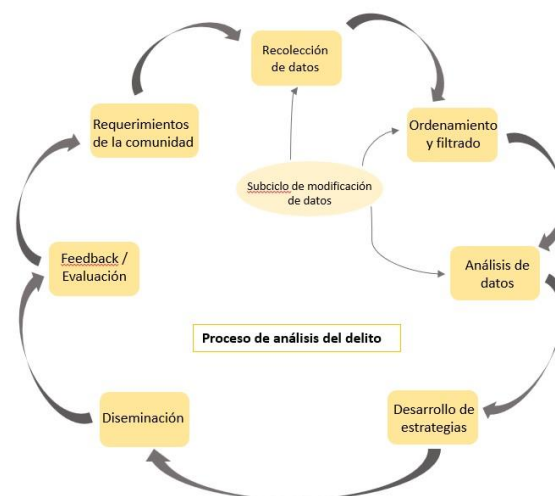 Recolección
de datos
Requerimientos
de la comunidad
Ordenamiento
y filtrado
Subciclo de modificación
de datos
Feedback /
Evaluación
Análisis de
datos
Proceso de análisis del delito
Diseminación
Desarrollo de
estrategias